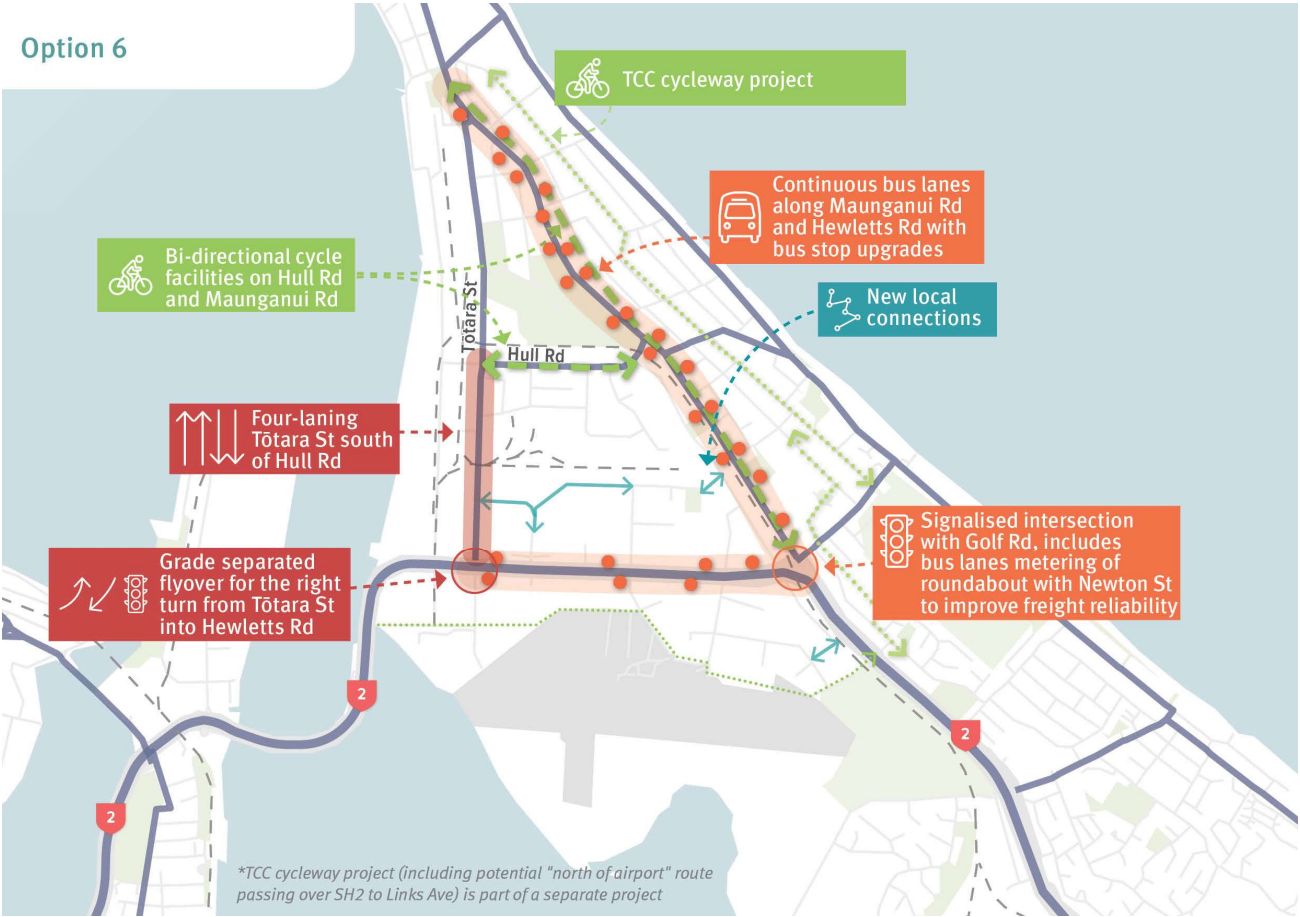 Option 6
TCC cycleway project
Continuous bus lanes
along Maunganui Rd
and Hewletts Rd with
bus stop upgrades
Bi-directional cycle
facilities on Hull Rd
and Maunganui Rd
New local
connections
Tōtara St
Hull Rd
Four-laning
Tōtara St south
of Hull Rd
Signalised intersection
with Golf Rd, includes
bus lanes metering of
roundabout with Newton St
to improve freight reliability
Grade separated
flyover for the right
turn from Tōtara St
into Hewletts Rd
2
2
2
*TCC cycleway project (including potential "north of airport" route
passing over SH2 to Links Ave) is part of a separate project